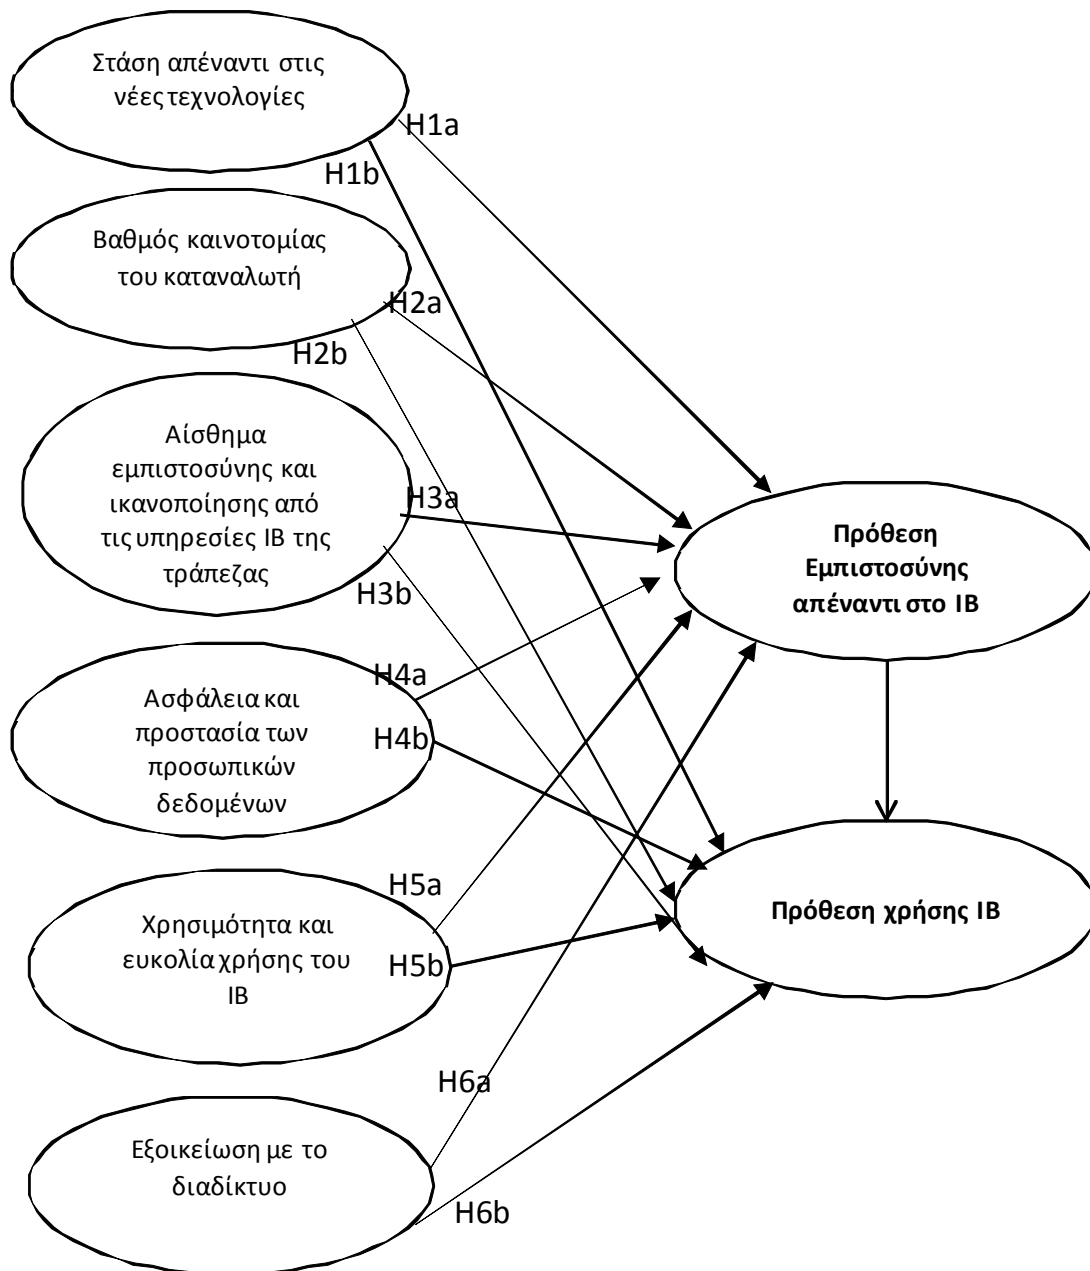 Στάση απέναντι στις
νέες τεχνολογίες
H1a
H1b
Βαθμός καινοτομίας
του καταναλωτή
H2a
H2b
Αίσθημα
εμπιστοσύνης και
ικανοποίησης από
τις υπηρεσίες IB της
τράπεζας
H3a
H3b
Πρόθεση
Εμπιστοσύνης
απέναντι στο IB
Ασφάλεια και
προστασία των
προσωπικών
δεδομένων
H4a
H4b
Χρησιμότητα και
ευκολία χρήσης του
IB
H5a
H5b
Πρόθεση χρήσης IB
Εξοικείωση με το
διαδίκτυο
H6a
H6b